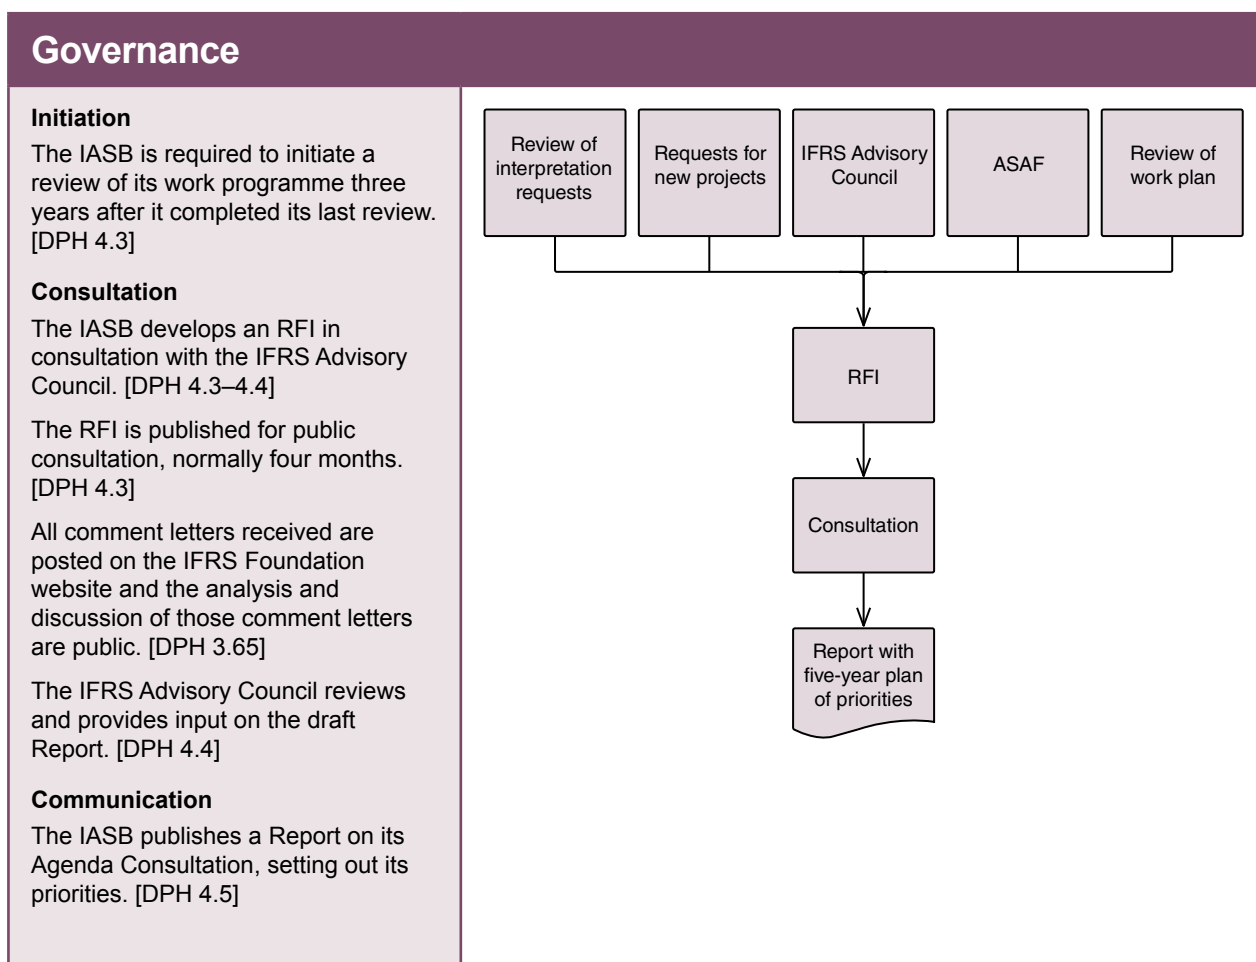 Governance
Initiation
The IASB is required to initiate a
review of its work programme three
years after it completed its last review.
[DPH 4.3]
Consultation
The IASB develops an RFI in
consultation with the IFRS Advisory
Council. [DPH 4.3–4.4]
The RFI is published for public
consultation, normally four months.
[DPH 4.3]
All comment letters received are
posted on the IFRS Foundation
website and the analysis and
discussion of those comment letters
are public. [DPH 3.65]
The IFRS Advisory Council reviews
and provides input on the draft
Report. [DPH 4.4]
Communication
The IASB publishes a Report on its
Agenda Consultation, setting out its
priorities. [DPH 4.5]
Review of
interpretation
requests
Requests for
new projects
IFRS Advisory
Council
ASAF
Review of
work plan
RFI
Consultation
Report with
five-year plan
of priorities